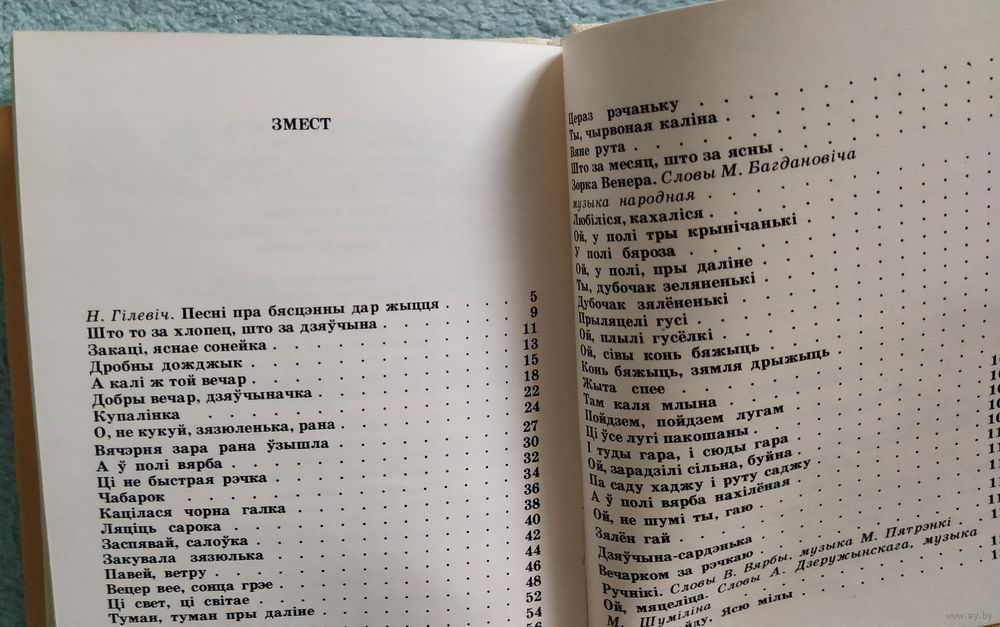 ЗМЕСТ
Н. Гілевіч. Песні пра бясцэнны дар жыцця . . . . 5
Што то за хлопец, што за дзяўчына . . . . 9
Закаці, яснае сонейка . . . . 11
Дробны дожджык . . . . 13
А калі ж той вечар . . . . 15
Добры вечар, дзяўчыначка . . . . 18
Купалінка . . . . 22
О, не кукуй, зязюленька, рана . . . . 24
Вячэрня зара рана ўзышла . . . . 27
А ў полі вярба . . . . 30
Ці не быстрая рэчка . . . . 32
Чабарок . . . . 34
Кацілася чорна галка . . . . 36
Ляціць сарока . . . . 38
Заспявай, салоўка . . . . 40
Закувала зязюлька . . . . 42
Павей, ветру . . . . 44
Вецер вее, сонца грэе . . . . 46
Ці свет, ці світае . . . . 48
Туман, туман пры даліне . . . . 52
54
Цераз рэчаньку . . . .
Ты, чырвоная каліна . . . .
Вяне рута . . . .
Што за месяц, што за ясны . . . .
Зорка Венера. Словы М. Багдановіча
музыка народная . . . .
Любіліся, кахаліся . . . .
Ой, у полі тры крынічанькі . . . .
У полі бяроза . . . .
Ой, у полі, пры даліне . . . .
Ты, дубочак зеляненькі . . . .
Дубочак зялёненькі . . . .
Прыляцелі гусі . . . .
Ой, плылі гусёлкі . . . .
Ой, сівы конь бяжыць . . . .
Конь бяжыць, зямля дрыжыць . . . .
Жыта спее . . . .
Там каля млына . . . .
Пойдзем, пойдзем лугам . . . .
Ці ўсе лугі пакошаны . . . .
І туды гара, і сюды гара . . . .
Ой, зарадзілі сільна, буйна . . . .
Па саду хаджу і руту саджу . . . .
А ў полі вярба нахілёная . . . .
Ой, не шумі ты, гаю . . . .
Зялён гай . . . .
Дзяўчына-сардэнька . . . .
Вечарком за рэчкаю . . . .
Ручнікі. Словы В. Вярбы, музыка М. Пятрэнкі
Ой, мяцеліца. Словы А. Дзеружынскага, музыка
М. Шуміліна . . . .
Ясю мілы . . . .
www.ay.by